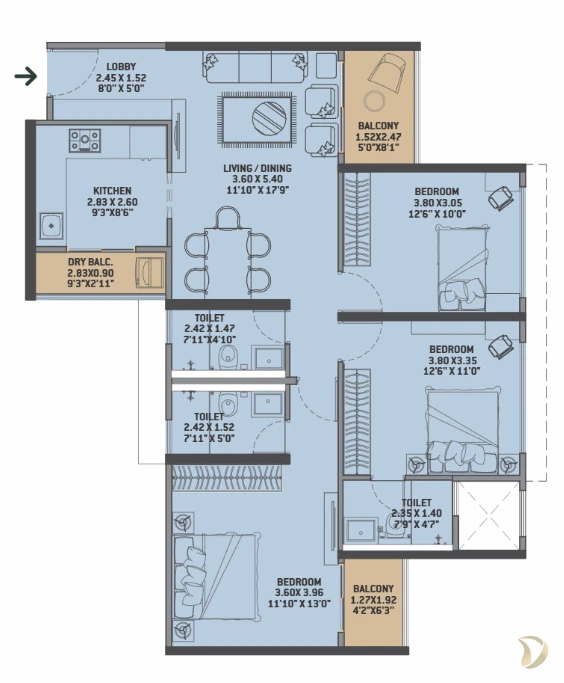 LOBBY
2.45 X 1.52
8'0" X 5'0"
BALCONY
1.52X2.47
5'0"X8'1"
LIVING / DINING
3.60 X 5.40
11'10" X 17'9"
KITCHEN
2.83 X 2.60
9'3"X8'6"
BEDROOM
3.80 X3.05
12'6" X 10'0"
DRY BALC.
2.83X0.90
9'3"X2'11"
TOILET
2.42 X 1.47
7'11"X4'10"
BEDROOM
3.80 X3.35
12'6" X 11'0"
TOILET
2.42 X 1.52
7'11" X 5'0"
TOILET
2.35 X 1.40
7'9" X 4'7"
BEDROOM
3.60X 3.96
11'10" X 13'0"
BALCONY
1.27X1.92
4'2"X6'3"